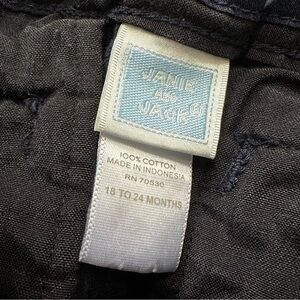 JANIE
AND
JACK
100% COTTON
MADE IN INDONESIA
RN 70530
18 TO 24 MONTHS